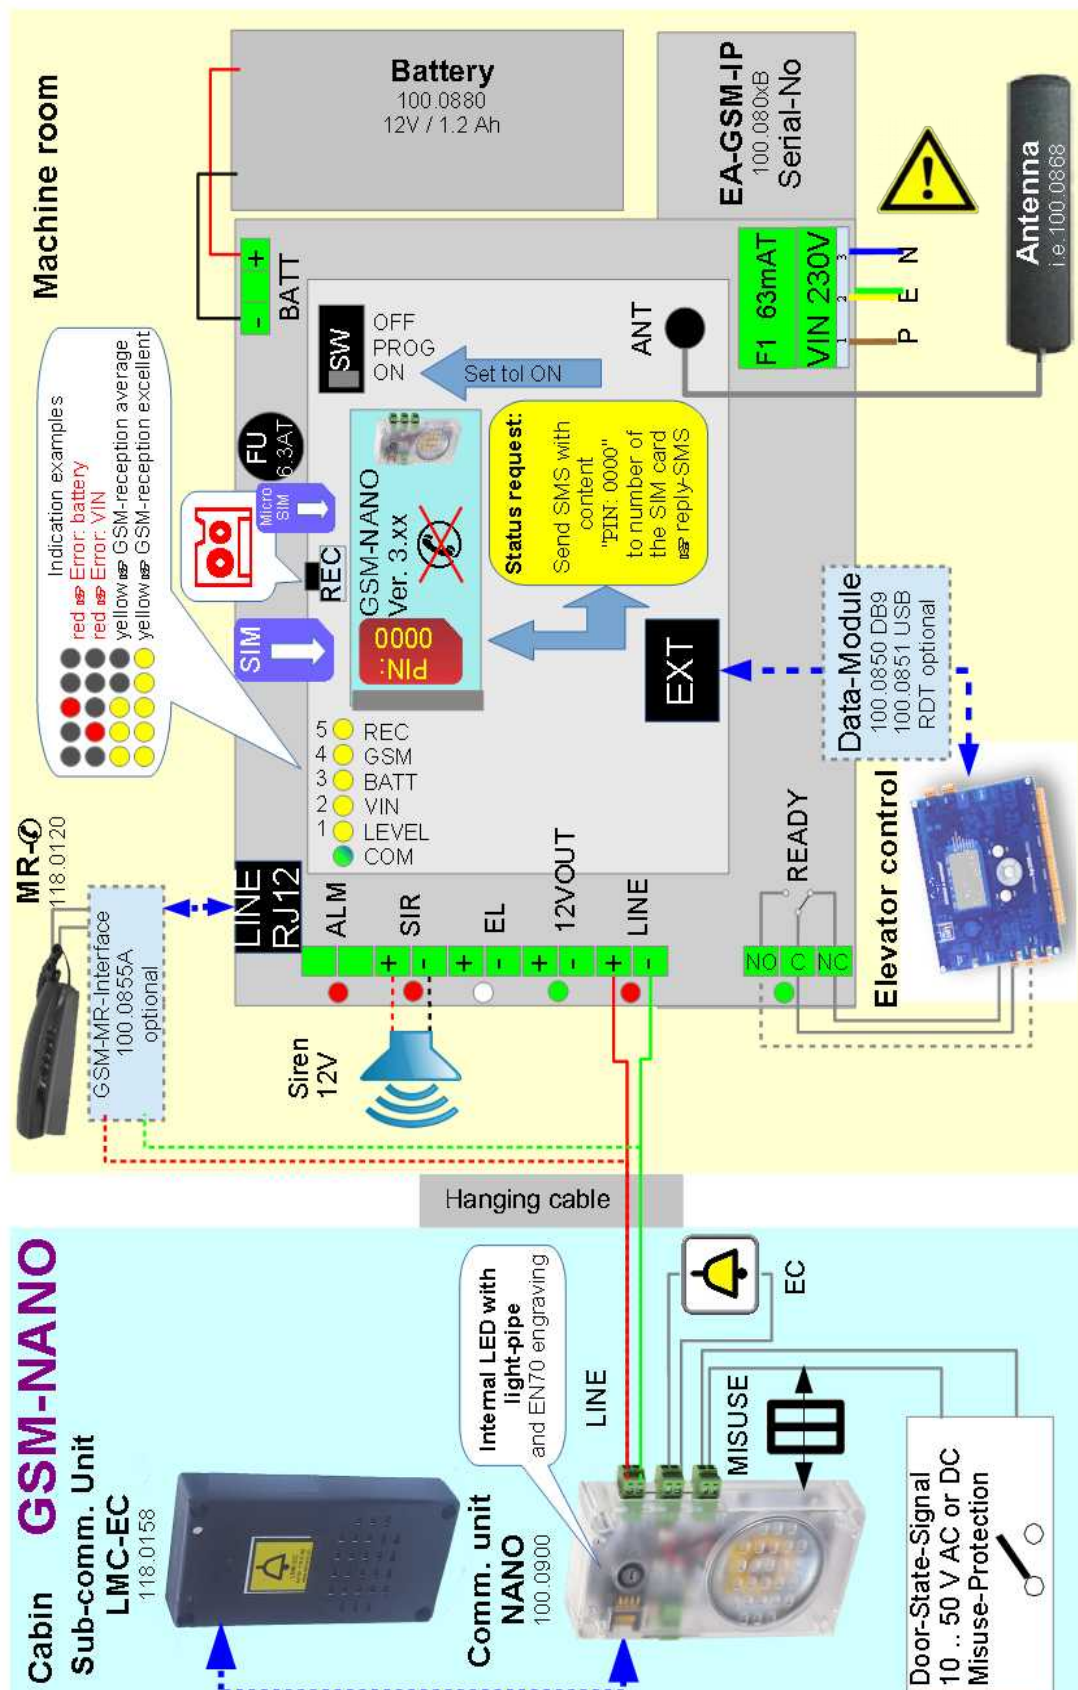 Cabin
GSM-NANO
Sub-comm. Unit
LMC-EC
118.0158
Comm. unit
NANO
100.0900
Internal LED with
light-pipe
and EN70 engraving
LINE
EC
MISUSE
Door-State-Signal
10 .. 50 V AC or DC
Misuse-Protection
Hanging cable
Machine room
MR-✆
118.0120
GSM-MR-Interface
100.0855A
optional
Indication examples
red ☞ Error: battery
red ☞ Error: VIN
yellow ☞ GSM-reception average
yellow ☞ GSM-reception excellent
Battery
100.0880
12V / 1.2 Ah
EA-GSM-IP
100.080xB
Serial-No
- +
BATT
FU
6.3AT
Micro
SIM
REC
SIM
SW
OFF
PROG
ON
Set tol ON
GSM-NANO
Ver. 3.xx
PIN:
0000
Status request:
Send SMS with
content
"PIN: 0000"
to number of
the SIM card
☞ reply-SMS
ANT
F1 63mAT
VIN 230V
1 2 3
P E N
Antenna
i.e.100.0868
LINE
RJ12
5 REC
4 GSM
3 BATT
2 VIN
1 LEVEL
COM
EXT
ALM
SIR
+ -
EL
+ -
12VOUT
+ -
LINE
+ -
READY
NO C NC
Siren
12V
Data-Module
100.0850 DB9
100.0851 USB
RDT optional
Elevator control